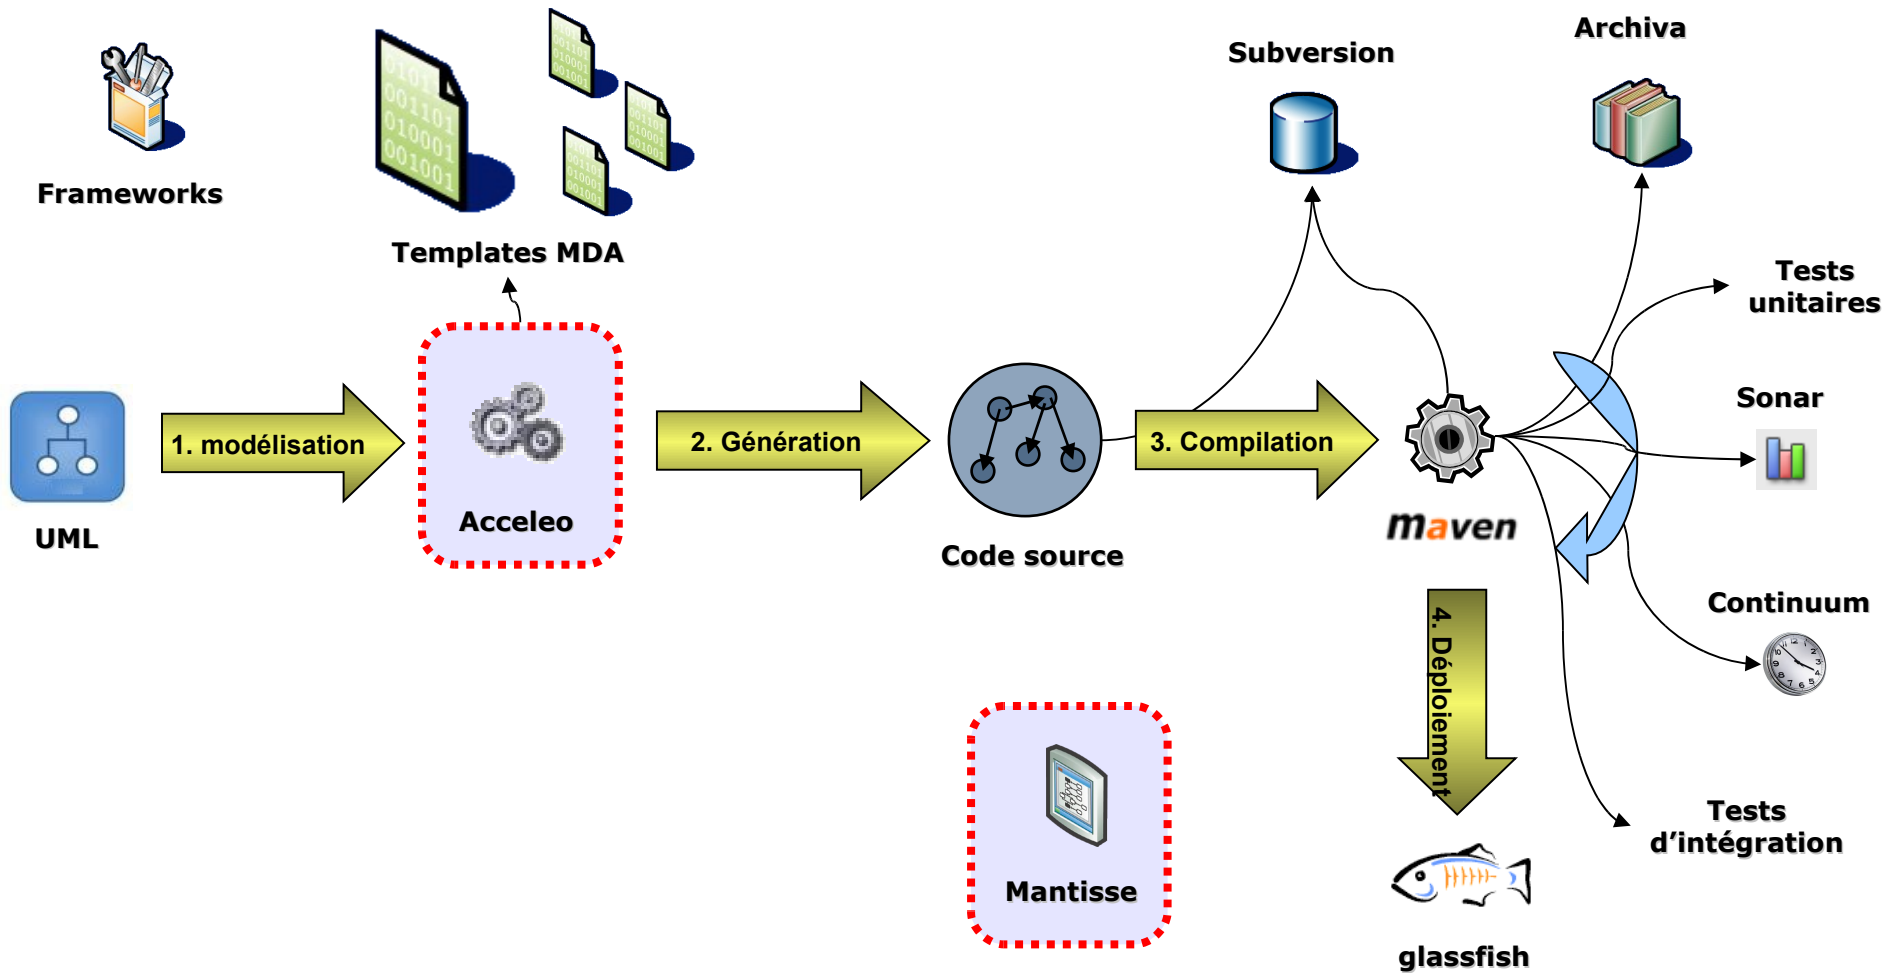 Archiva
Subversion
Frameworks
Templates MDA
Tests
unitaires
Sonar
1. modélisation
2. Génération
3. Compilation
Acceleo
maven
UML
Code source
Continuum
4. Déploiement
Tests
d'intégration
Mantisse
glassfish